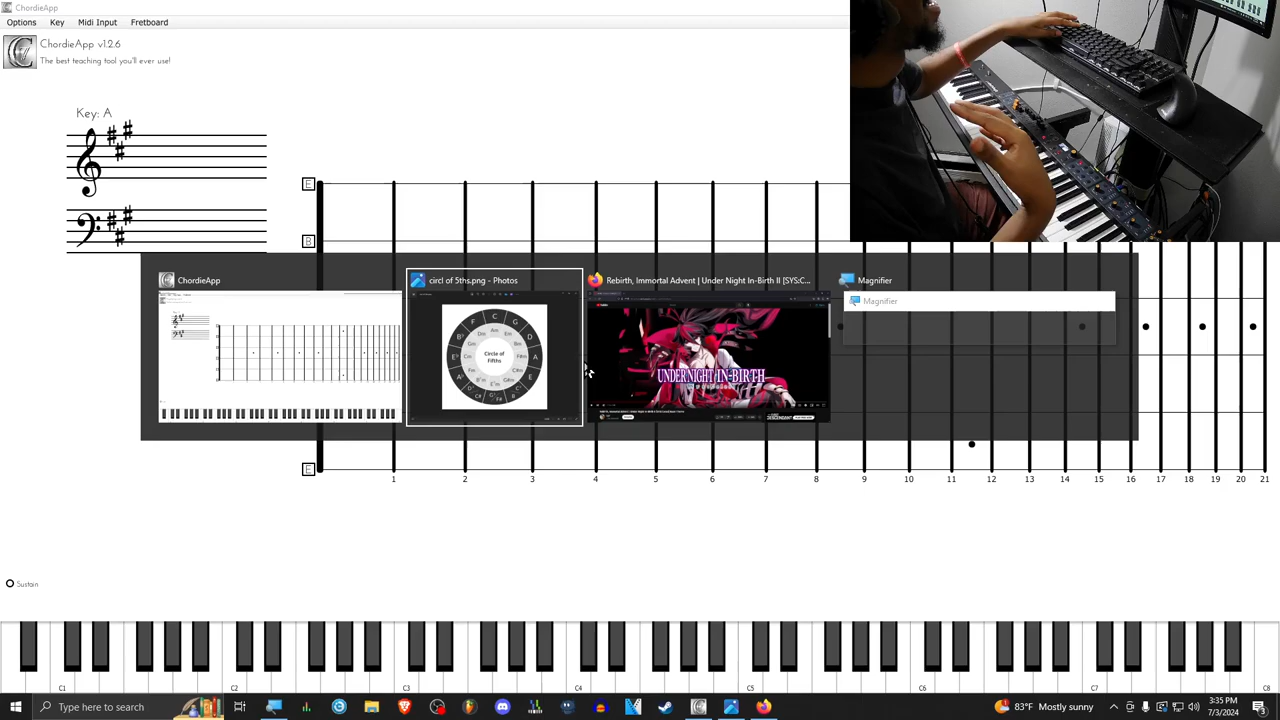 ChordieApp
Options Key Midi Input Fretboard
ChordieApp v1.2.6
The best teaching tool you'll ever use!
Key: A
E
B
ChordieApp
circl of 5ths.png - Photos
Rebirth, Immortal Advent | Under Night In-Birth II [SYS:C...
Magnifier
Magnifier
Circle of Fifths
UNDER NIGHT IN-BIRTH
E
1 2 3 4 5 6 7 8 9 10 11 12 13 14 15 16 17 18 19 20 21
Sustain
C1 C2 C3 C4 C5 C6 C7 C8
Type here to search
83°F Mostly sunny
3:35 PM
7/3/2024